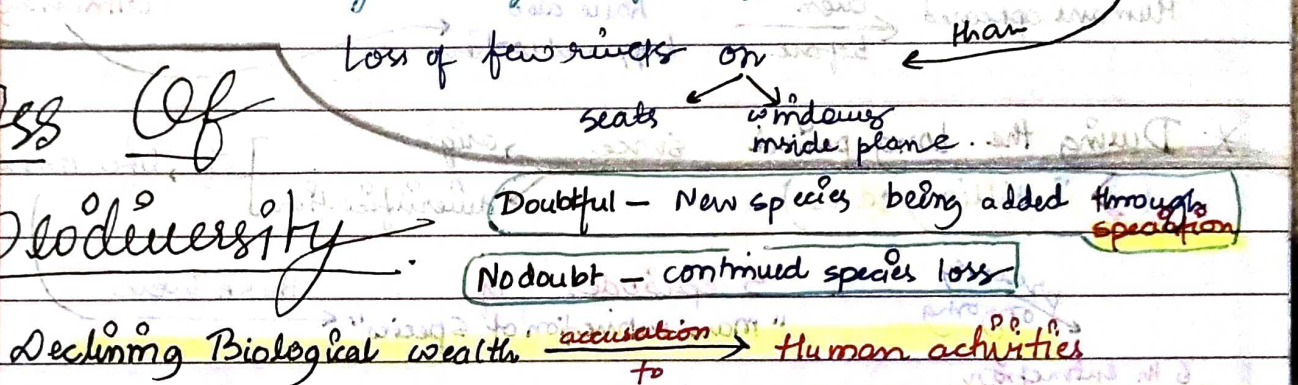 than
Loss of few rivets on
seats windows
inside plane.
ss Of
Biodiversity
Doubtful – New species being added through
speciation
No doubt – continued species loss
Declining Biological wealth accusation to Human activities